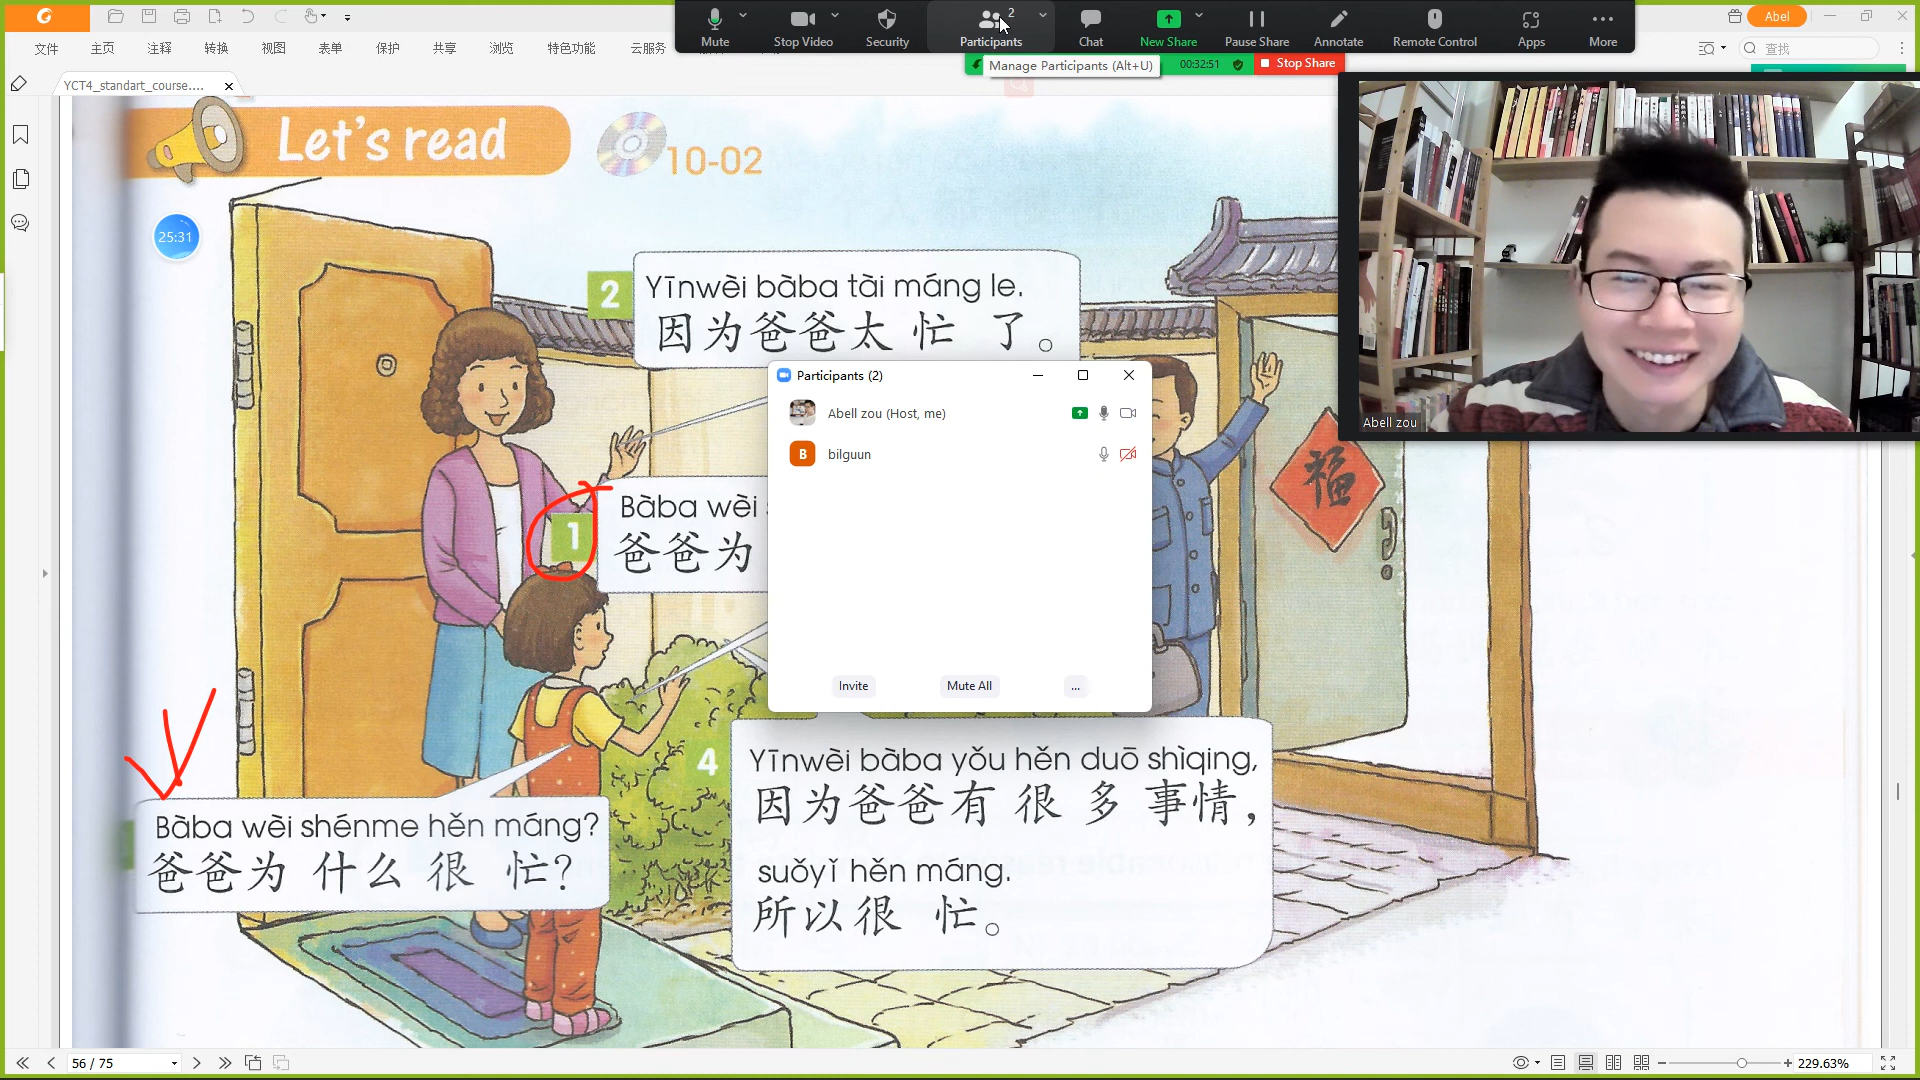 Mute
Stop Video
Security
2
Participants
Chat
New Share
Pause Share
Annotate
Remote Control
Apps
More
Abel
文件
主页
注释
转换
视图
表单
保护
共享
浏览
特色功能
云服务
查找
Manage Participants (Alt+U)
00:32:51
Stop Share
YCT4_standart_course....
Let's read
10-02
25:31
2
Yīnwèi bàba tài máng le.
因为爸爸太 忙 了。
Participants (2)
Abell zou (Host, me)
B
bilguun
Invite
Mute All
...
Abell zou
福
1
Bàba wèi
爸爸为
Bàba wèi shénme hěn máng?
爸爸为 什么 很 忙?
4
Yīnwèi bàba yǒu hěn duō shìqing,
因为爸爸有 很 多 事情，
suǒyǐ hěn máng.
所以很 忙。
56 / 75
229.63%